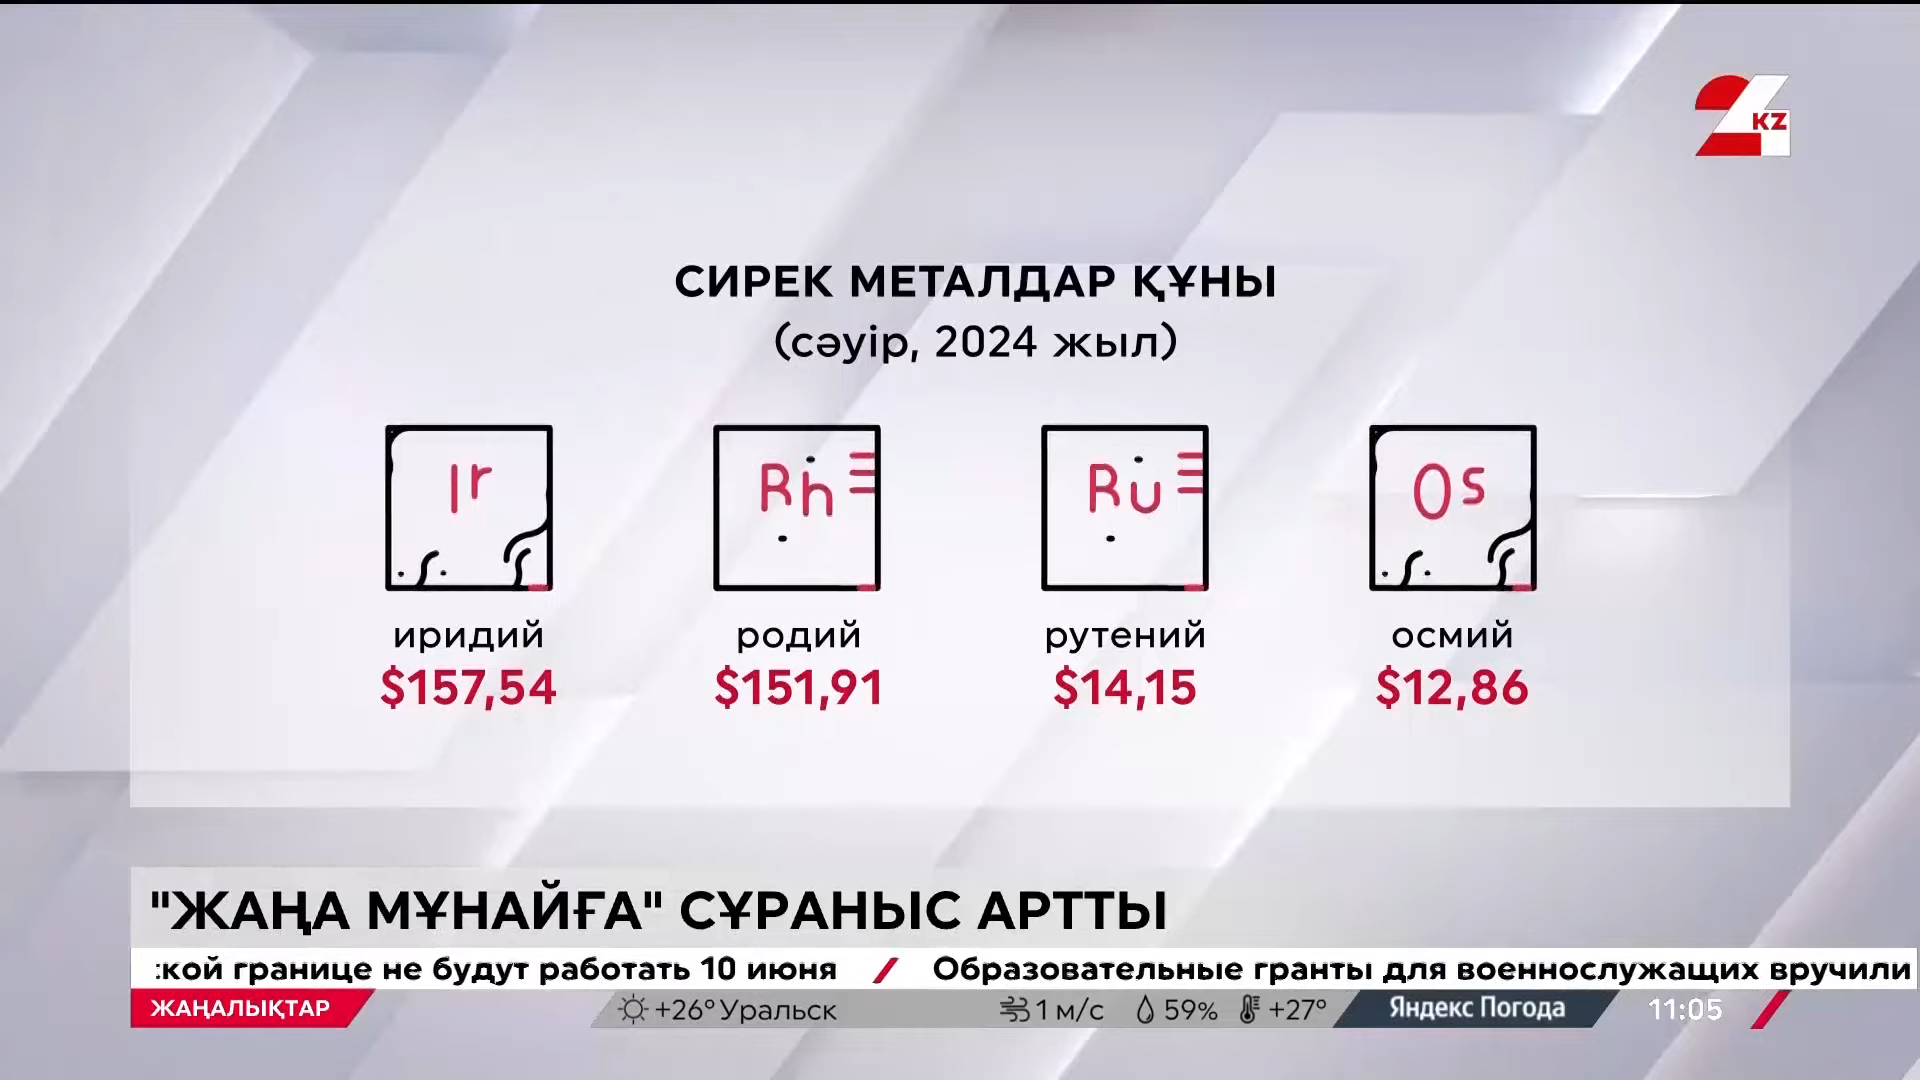 24KZ
СИРЕК МЕТАЛДАР ҚҰНЫ
(сәуір, 2024 жыл)
Ir Rh Ru Os
иридий родий рутений осмий
$157,54 $151,91 $14,15 $12,86
"ЖАҢА МҰНАЙҒА" СҰРАНЫС АРТТЫ
кой границе не будут работать 10 июня / Образовательные гранты для военнослужащих вручили
ЖАҢАЛЫҚТАР +26° Уральск 1 м/с 59% +27° Яндекс Погода 11:05